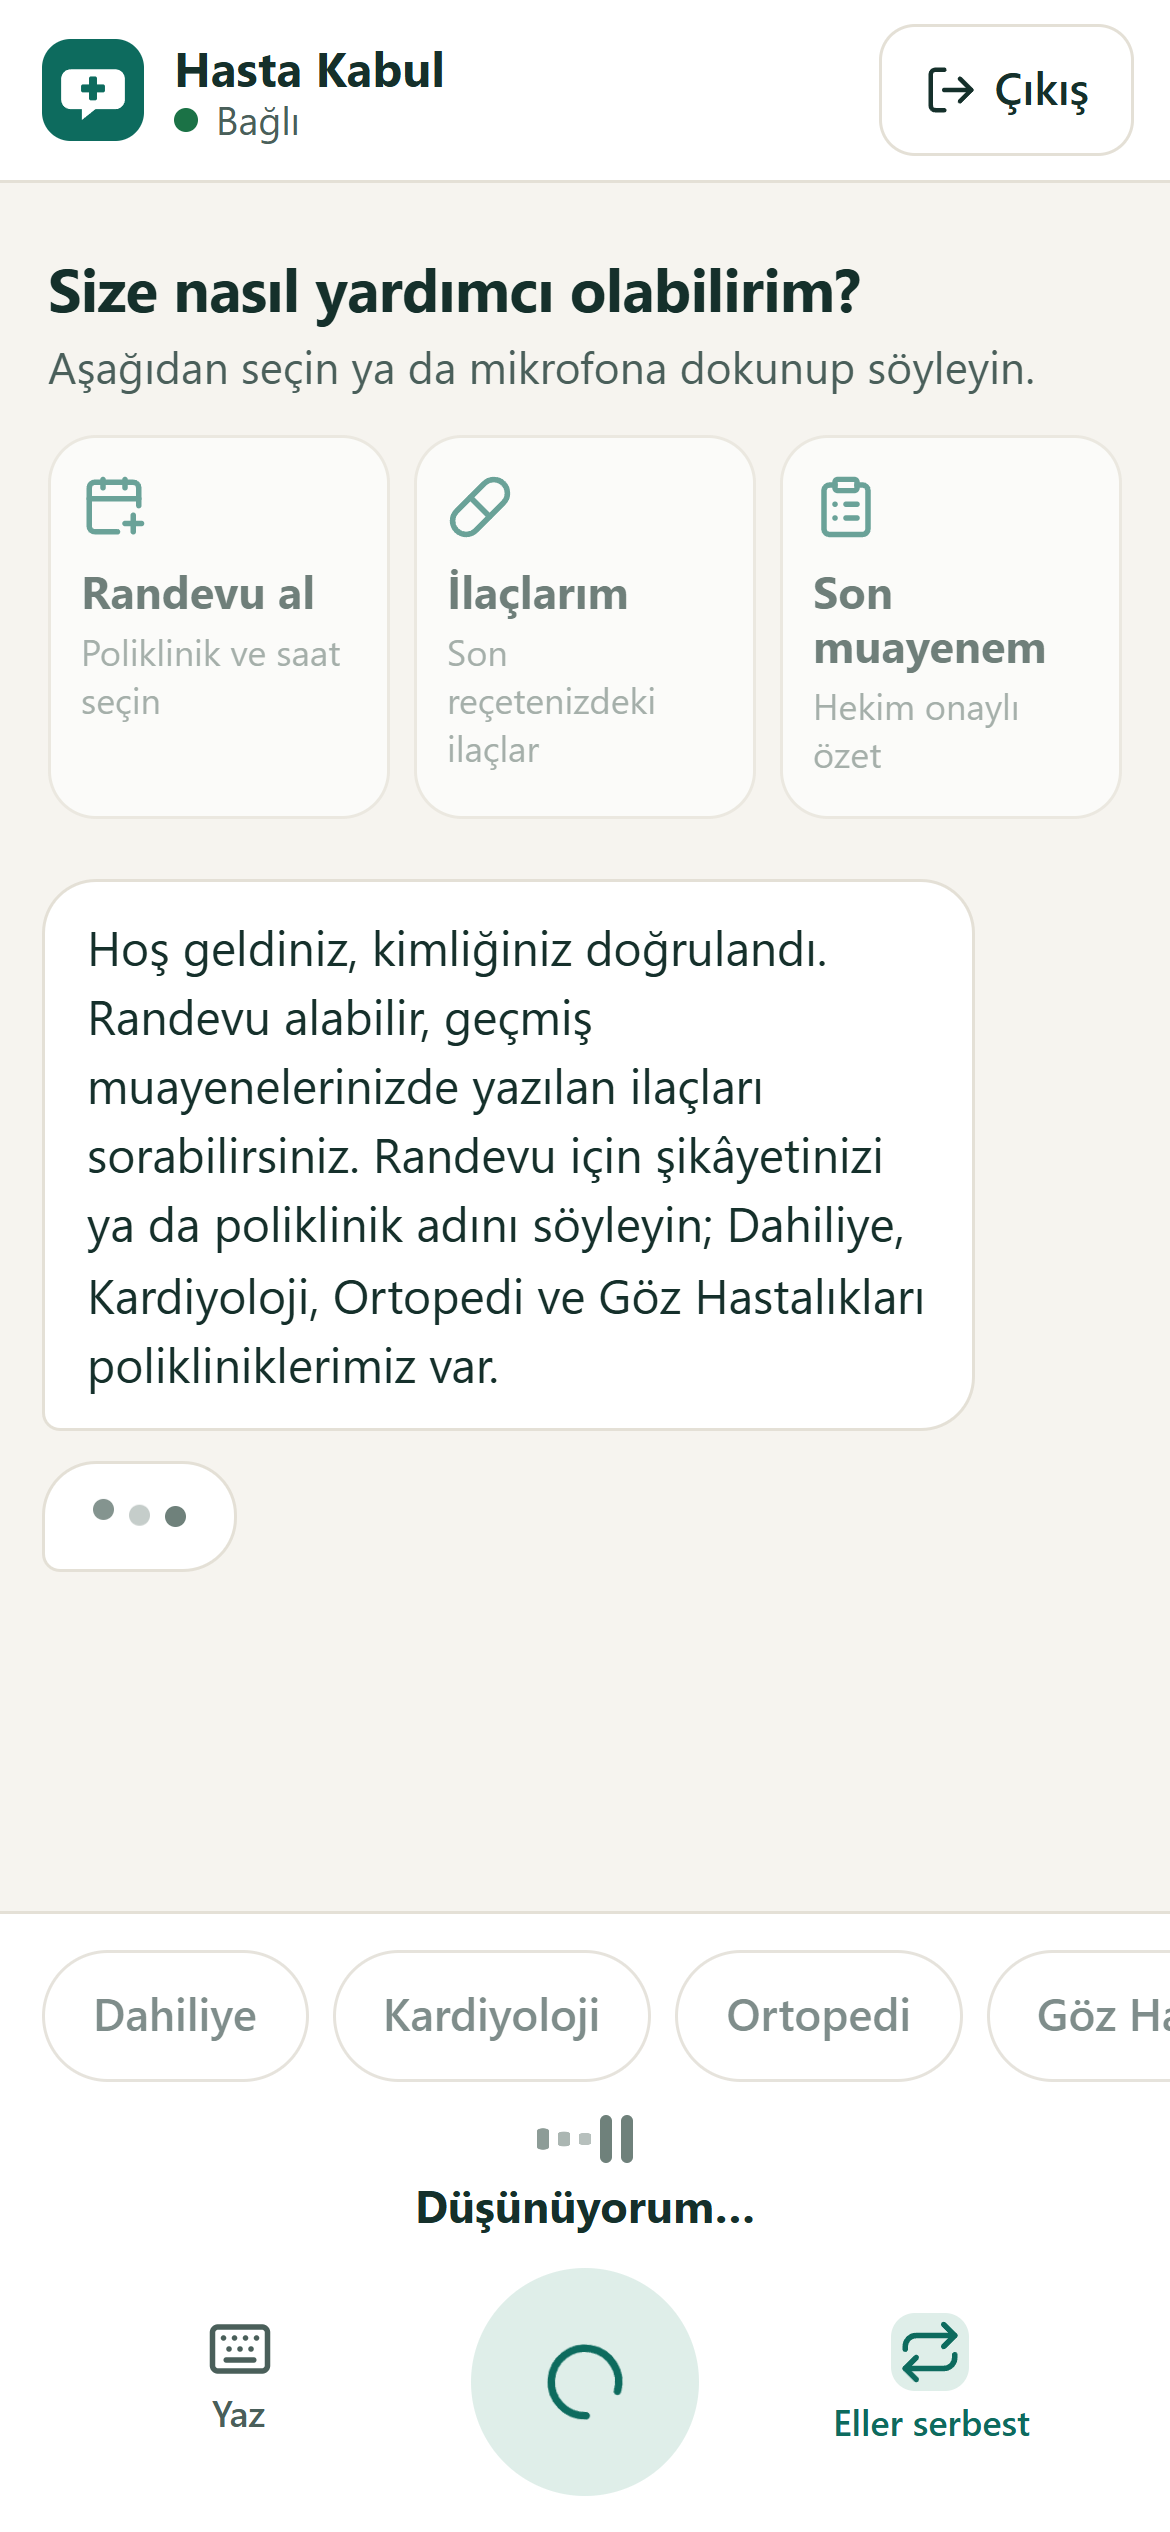 Hasta Kabul
Bağlı
Çıkış
Size nasıl yardımcı olabilirim?
Aşağıdan seçin ya da mikrofona dokunup söyleyin.
Randevu al
Poliklinik ve saat
seçin
İlaçlarım
Son
reçetenizdeki
ilaçlar
Son
muayenem
Hekim onaylı
özet
Hoş geldiniz, kimliğiniz doğrulandı.
Randevu alabilir, geçmiş
muayenelerinizde yazılan ilaçları
sorabilirsiniz. Randevu için şikâyetinizi
ya da poliklinik adını söyleyin; Dahiliye,
Kardiyoloji, Ortopedi ve Göz Hastalıkları
polikliniklerimiz var.
Dahiliye
Kardiyoloji
Ortopedi
Göz Ha
Düşünüyorum...
Yaz
Eller serbest